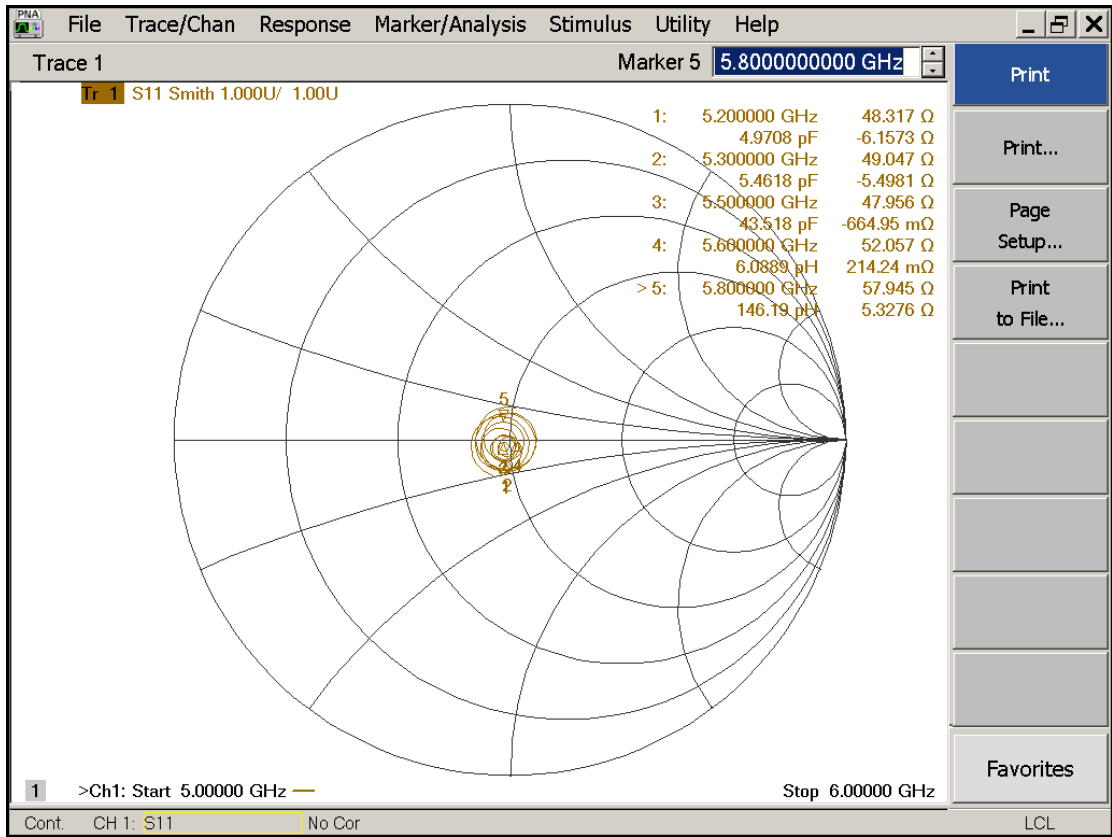 PNA File Trace/Chan Response Marker/Analysis Stimulus Utility Help
Trace 1 Marker 5 5.8000000000 GHz
Print
Tr 1 S11 Smith 1.000U/ 1.00U
1: 5.200000 GHz 48.317 Ω
4.9708 pF -6.1573 Ω
2: 5.300000 GHz 49.047 Ω
5.4618 pF -5.4981 Ω
3: 5.500000 GHz 47.956 Ω
43.518 pF -664.95 mΩ
4: 5.600000 GHz 52.057 Ω
6.0889 pH 214.24 mΩ
> 5: 5.800000 GHz 57.945 Ω
146.19 pH 5.3276 Ω
Print...
Page
Setup...
Print
to File...
5
4
2
Favorites
1 >Ch1: Start 5.00000 GHz Stop 6.00000 GHz
Cont. CH 1: S11 No Cor LCL